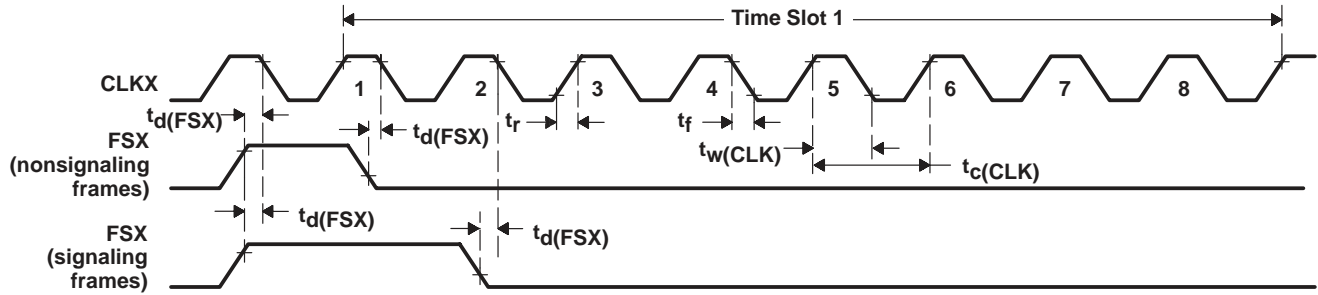 Time Slot 1
CLKX
1 2 3 4 5 6 7 8
td(FSX)
td(FSX)
tr
tf
tw(CLK)
tc(CLK)
FSX
(nonsignaling
frames)
td(FSX)
td(FSX)
FSX
(signaling
frames)